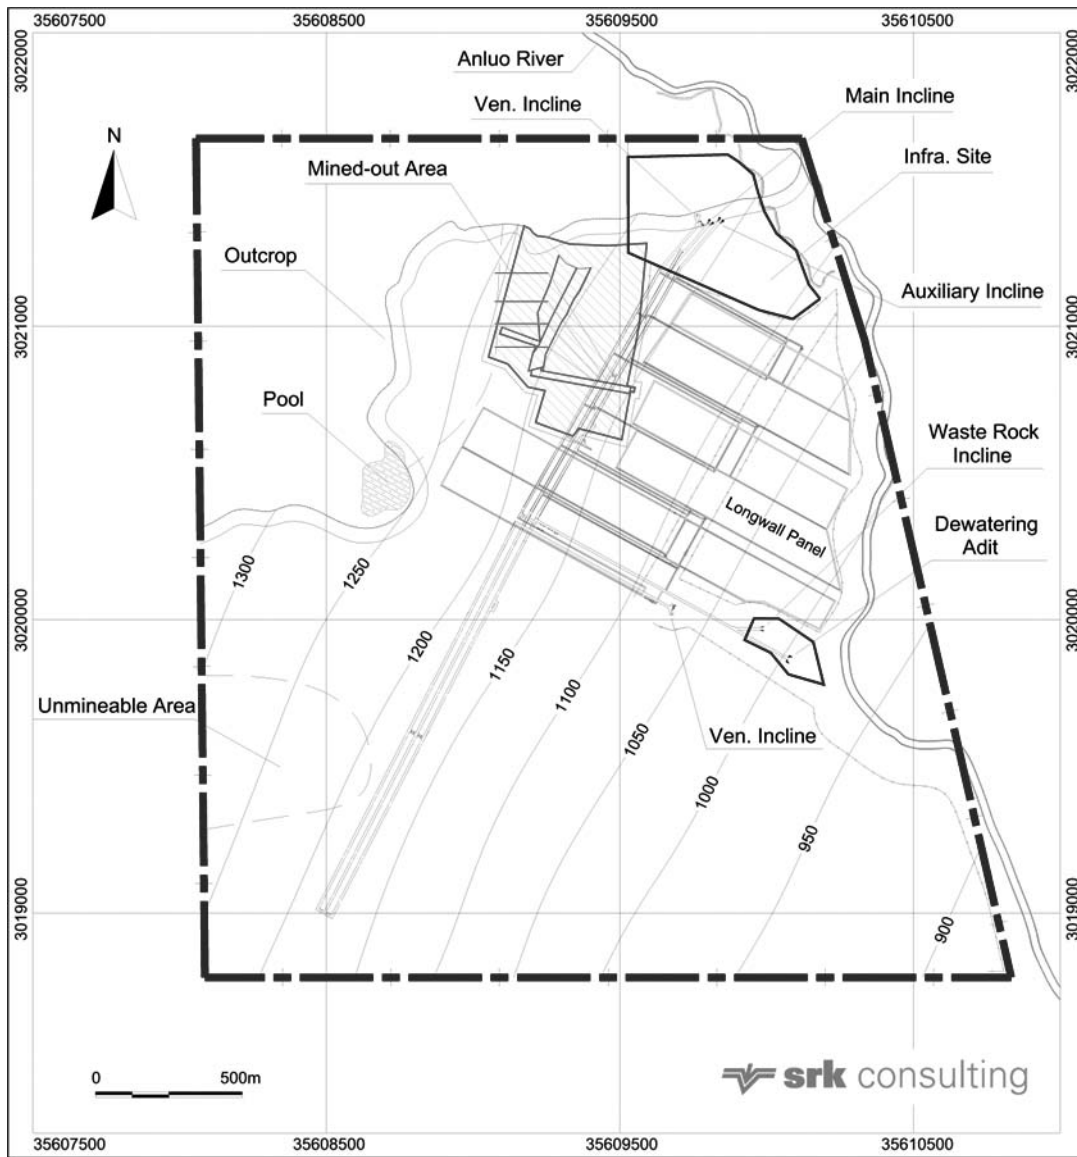 35607500 35608500 35609500 35610500
3022000
3022000
Anluo River
Ven. Incline
Main Incline
N
Mined-out Area
Infra. Site
Outcrop
Auxiliary Incline
3021000
3021000
Pool
Waste Rock
Incline
Longwall Panel
Dewatering
Adit
1300
1250
3020000
3020000
1200
1150
1100
1050
1000
950
900
Unmineable Area
Ven. Incline
3019000
3019000
0 500m
srk consulting
35607500 35608500 35609500 35610500